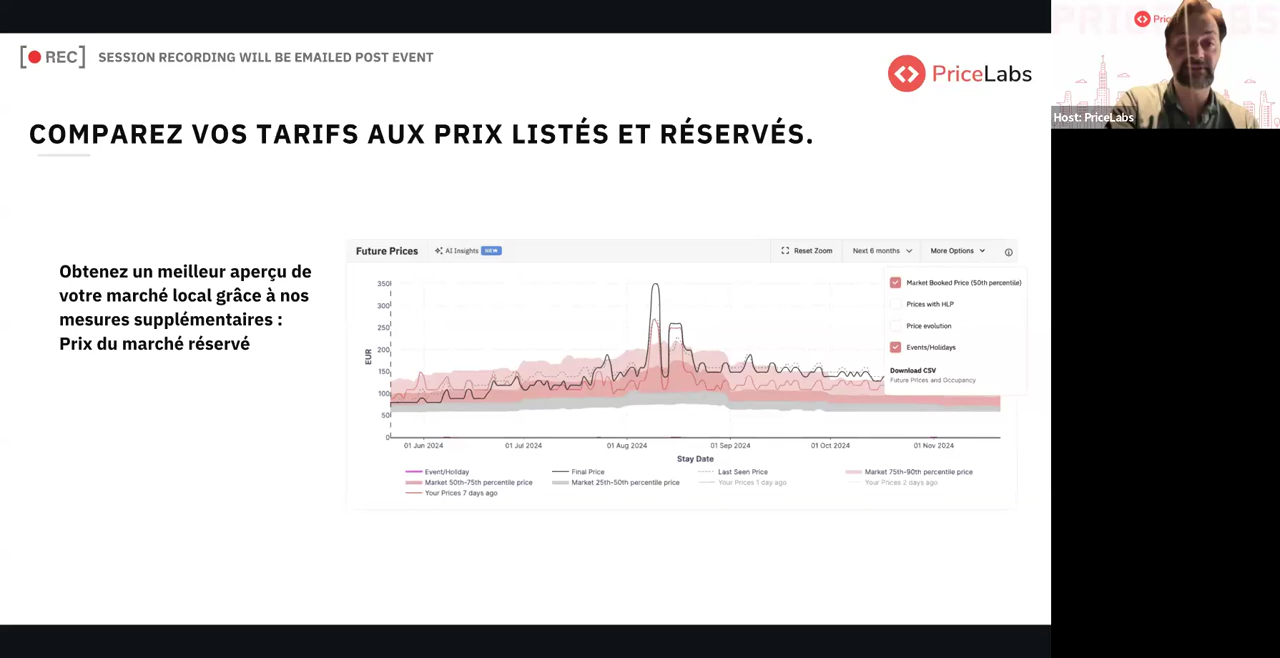 [REC] SESSION RECORDING WILL BE EMAILED POST EVENT
PriceLabs
COMPAREZ VOS TARIFS AUX PRIX LISTÉS ET RÉSERVÉS.
Obtenez un meilleur aperçu de
votre marché local grâce à nos
mesures supplémentaires :
Prix du marché réservé
Future Prices AI Insights NEW Reset Zoom Next 6 months More Options
Market Booked Price (50th percentile)
Prices with HLP
Price evolution
Events/Holidays
Download CSV
Future Prices and Occupancy
EUR
350
300
250
200
150
100
50
0
01 Jun 2024 01 Jul 2024 01 Aug 2024 01 Sep 2024 01 Oct 2024 01 Nov 2024
Stay Date
Event/Holiday Final Price Last Seen Price Market 75th-90th percentile price
Market 50th-75th percentile price Market 25th-50th percentile price Your Prices 1 day ago Your Prices 2 days ago
Your Prices 7 days ago
PRICELABS
Host: PriceLabs